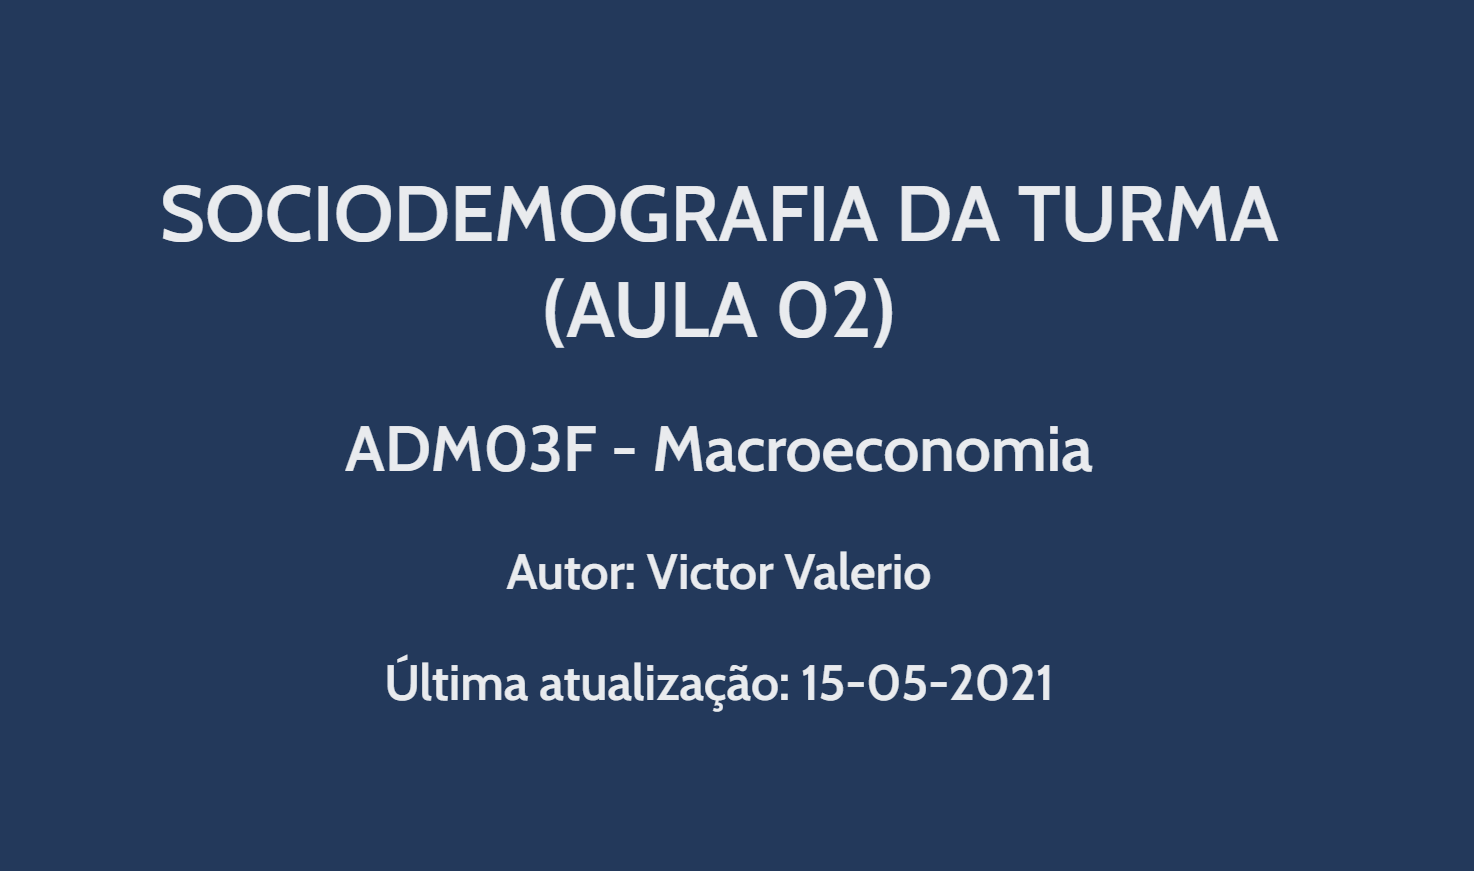 SOCIODEMOGRAFIA DA TURMA
(AULA 02)
ADM03F - Macroeconomia
Autor: Victor Valerio
Última atualização: 15-05-2021